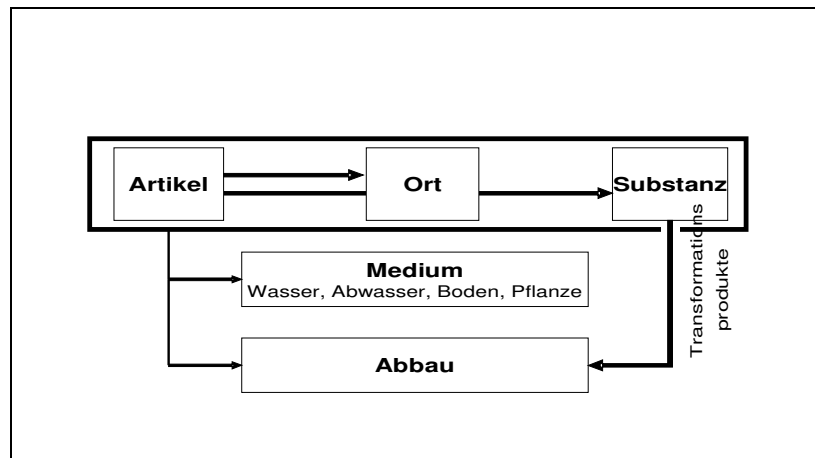 Artikel
Ort
Substanz
Transformations
produkte
Medium
Wasser, Abwasser, Boden, Pflanze
Abbau